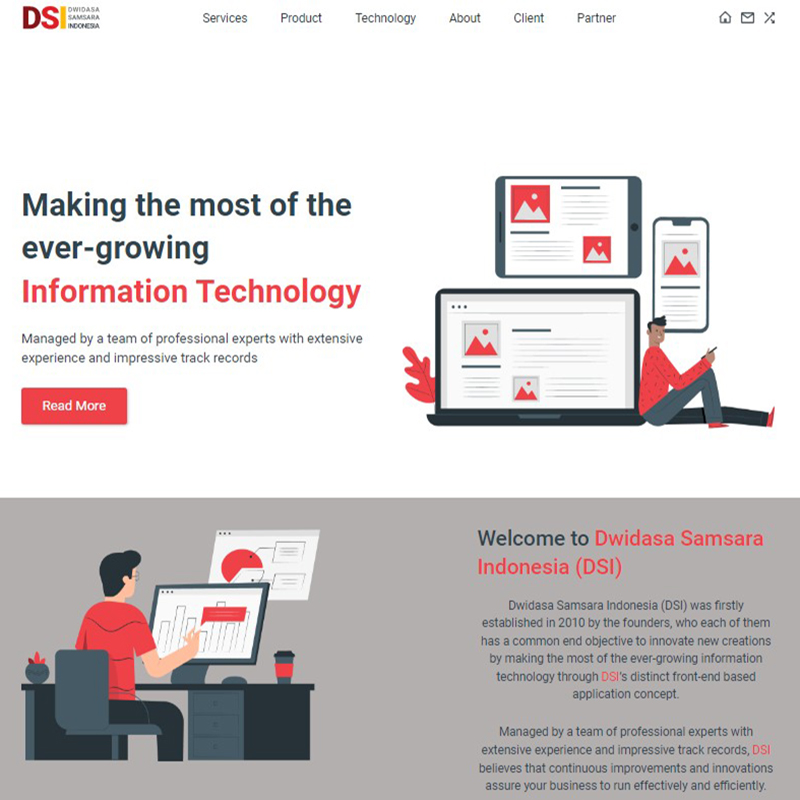 DSI DWIDASA
SAMSARA
INDONESIA
Services Product Technology About Client Partner
Making the most of the
ever-growing
Information Technology
Managed by a team of professional experts with extensive
experience and impressive track records
Read More
Welcome to Dwidasa Samsara
Indonesia (DSI)
Dwidasa Samsara Indonesia (DSI) was firstly
established in 2010 by the founders, who each of them
has a common end objective to innovate new creations
by making the most of the ever-growing information
technology through DSI's distinct front-end based
application concept.
Managed by a team of professional experts with
extensive experience and impressive track records, DSI
believes that continuous improvements and innovations
assure your business to run effectively and efficiently.